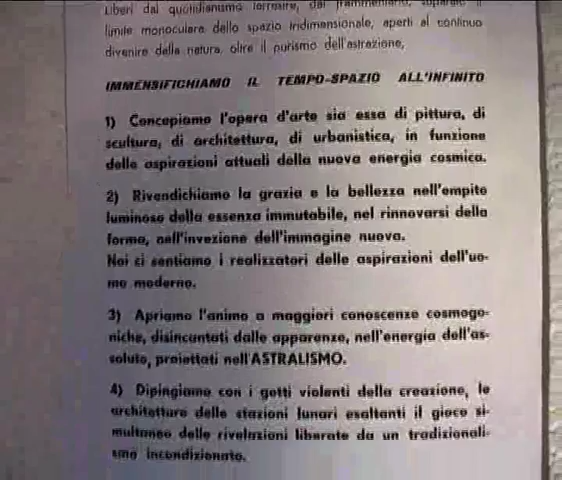 Liberi dal quotidianismo terrestre, dal frammentario, superato il
limite monoculare dello spazio tridimensionale, aperti al continuo
divenire della natura, oltre il purismo dell'astrazione,
IMMENSIFICHIAMO IL TEMPO-SPAZIO ALL'INFINITO
1) Concepiamo l'opera d'arte sia essa di pittura, di
scultura, di architettura, di urbanistica, in funzione
delle aspirazioni attuali della nuova energia cosmica.
2) Rivendichiamo la grazia e la bellezza nell'empito
luminoso della essenza immutabile, nel rinnovarsi della
forma, nell'invezione dell'immagine nuova.
Noi ci sentiamo i realizzatori delle aspirazioni dell'uo-
mo moderno.
3) Apriamo l'animo a maggiori conoscenze cosmogo-
niche, disincantati dalle apparenze, nell'energia dell'as-
soluto, proiettati nell'ASTRALISMO.
4) Dipingiamo con i getti violenti della creazione, le
architetture delle stazioni lunari esaltanti il gioco si-
multaneo delle rivelazioni liberate da un tradizionali-
smo incondizionato.